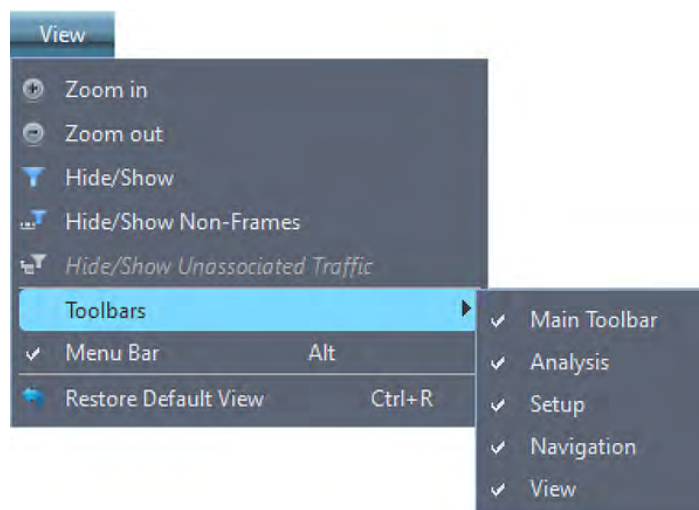 View
Zoom in
Zoom out
Hide/Show
Hide/Show Non-Frames
Hide/Show Unassociated Traffic
Toolbars
Menu Bar Alt
Restore Default View Ctrl+R
Main Toolbar
Analysis
Setup
Navigation
View